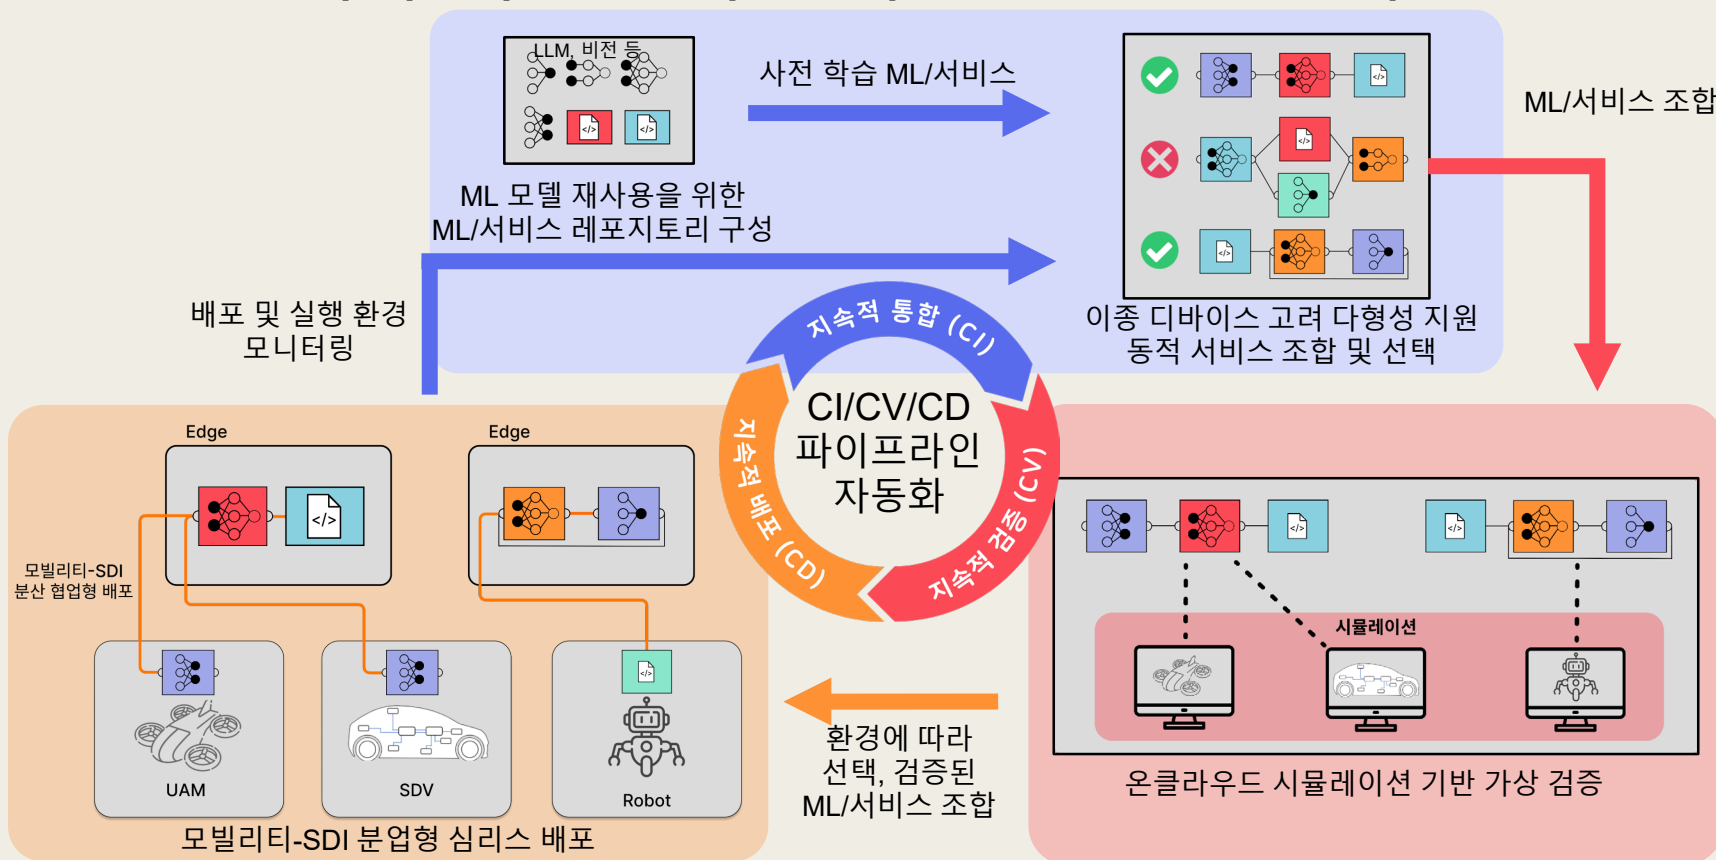 LLM, 비전 등
사전 학습 ML/서비스
ML/서비스 조합
ML 모델 재사용을 위한
ML/서비스 레포지토리 구성
배포 및 실행 환경
모니터링
이종 디바이스 고려 다형성 지원
동적 서비스 조합 및 선택
지속적 통합 (CI)
지속적 검증 (CV)
지속적 배포 (CD)
CI/CV/CD
파이프라인
자동화
Edge
Edge
</>
모빌리티-SDI
분산 협업형 배포
UAM
SDV
Robot
모빌리티-SDI 분업형 심리스 배포
환경에 따라
선택, 검증된
ML/서비스 조합
시뮬레이션
온클라우드 시뮬레이션 기반 가상 검증